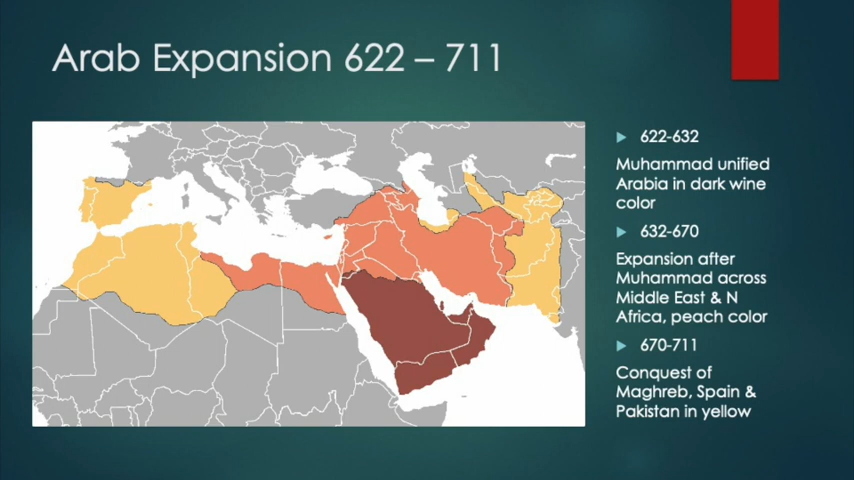 Arab Expansion 622 – 711
622-632
Muhammad unified
Arabia in dark wine
color
632-670
Expansion after
Muhammad across
Middle East & N
Africa, peach color
670-711
Conquest of
Maghreb, Spain &
Pakistan in yellow